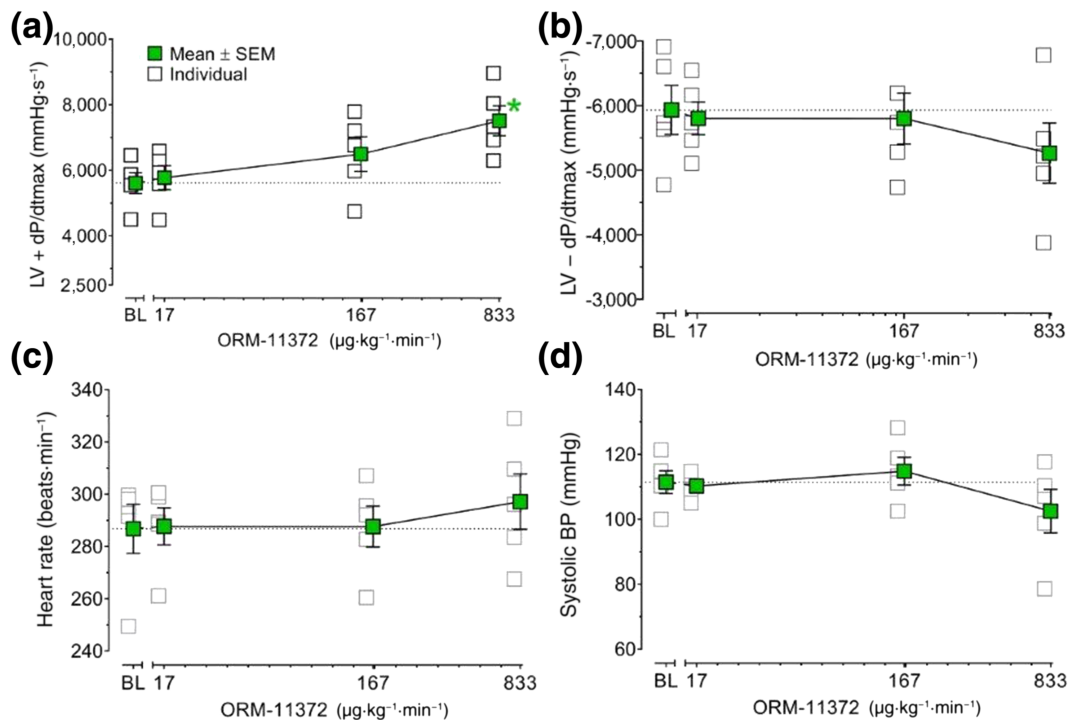 (a)
10,000
8,000
6,000
4,000
2,500
LV + dP/dtmax (mmHg·s⁻¹)
Mean ± SEM
Individual
*
BL 17 167 833
ORM-11372 (µg·kg⁻¹·min⁻¹)
(b)
-7,000
-6,000
-5,000
-4,000
-3,000
LV – dP/dtmax (mmHg·s⁻¹)
BL 17 167 833
ORM-11372 (µg·kg⁻¹·min⁻¹)
(c)
340
320
300
280
260
240
Heart rate (beats·min⁻¹)
BL 17 167 833
ORM-11372 (µg·kg⁻¹·min⁻¹)
(d)
140
120
100
80
60
Systolic BP (mmHg)
BL 17 167 833
ORM-11372 (µg·kg⁻¹·min⁻¹)